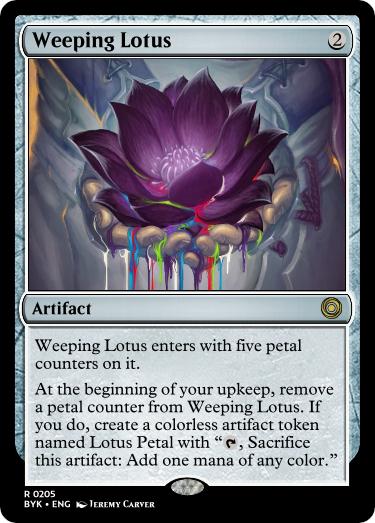 Weeping Lotus 2
Artifact
Weeping Lotus enters with five petal
counters on it.
At the beginning of your upkeep, remove
a petal counter from Weeping Lotus. If
you do, create a colorless artifact token
named Lotus Petal with “, Sacrifice
this artifact: Add one mana of any color.”
R 0205
BYK • ENG Jeremy Carver